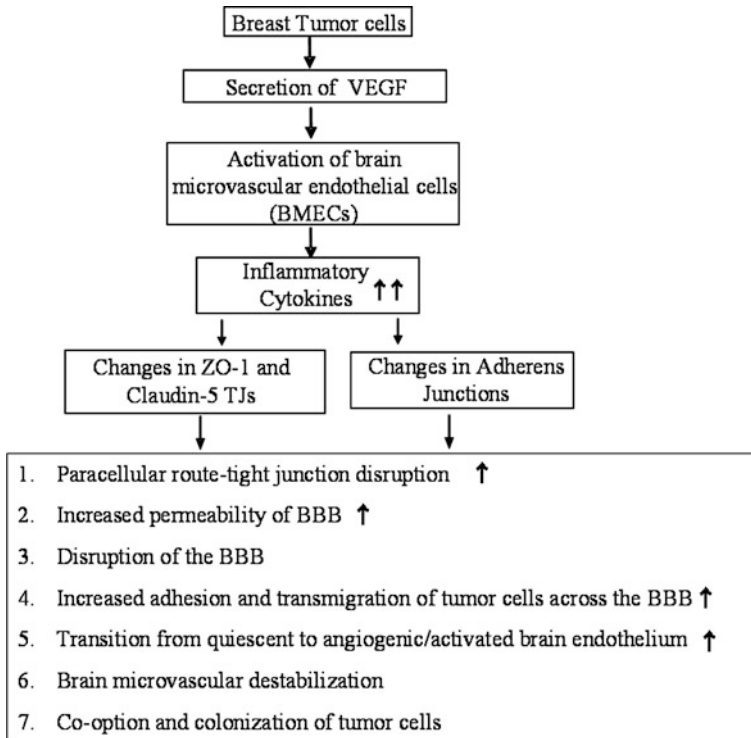 Breast Tumor cells
Secretion of VEGF
Activation of brain
microvascular endothelial cells
(BMECs)
Inflammatory
Cytokines ↑↑
Changes in ZO-1 and
Claudin-5 TJs
Changes in Adherens
Junctions
1. Paracellular route-tight junction disruption ↑
2. Increased permeability of BBB ↑
3. Disruption of the BBB
4. Increased adhesion and transmigration of tumor cells across the BBB ↑
5. Transition from quiescent to angiogenic/activated brain endothelium ↑
6. Brain microvascular destabilization
7. Co-option and colonization of tumor cells